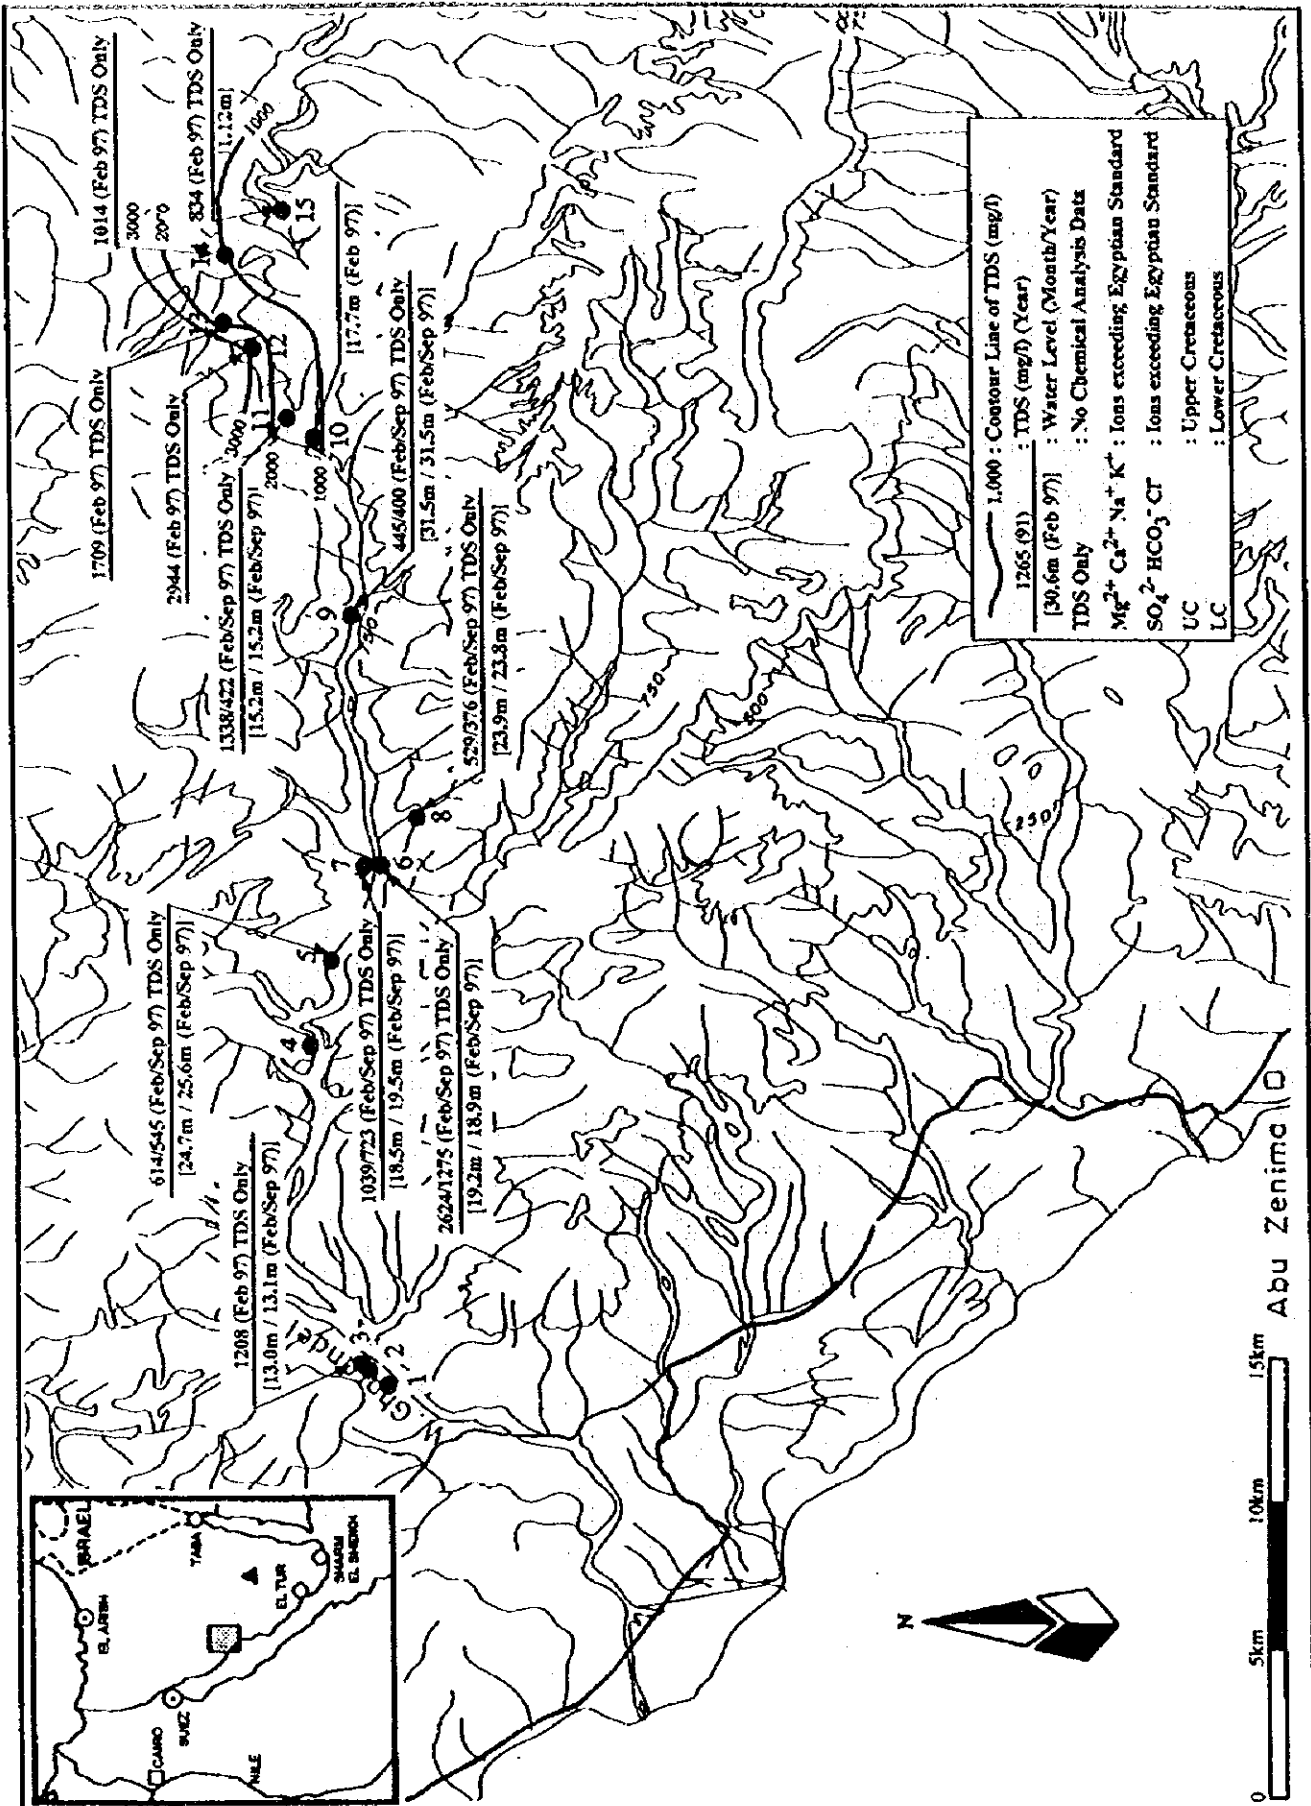 ISRAEL
EL ARISH
TABA
CAIRO
SUEZ
EL TUR
SHARM
EL SHEIKH
NILE
1014 (Feb 97) TDS Only
834 (Feb 97) TDS Only
[1.12m]
3000
2000
1000
1709 (Feb 97) TDS Only
2944 (Feb 97) TDS Only
1338/422 (Feb/Sep 97) TDS Only
[15.2m / 15.2m (Feb/Sep 97)]
3000
2000
1000
[17.7m (Feb 97)]
445/400 (Feb/Sep 97) TDS Only
[31.5m / 31.5m (Feb/Sep 97)]
529/376 (Feb/Sep 97) TDS Only
[23.9m / 23.8m (Feb/Sep 97)]
614/545 (Feb/Sep 97) TDS Only
[24.7m / 25.6m (Feb/Sep 97)]
1039/723 (Feb/Sep 97) TDS Only
[18.5m / 19.5m (Feb/Sep 97)]
2624/1275 (Feb/Sep 97) TDS Only
[19.2m / 18.9m (Feb/Sep 97)]
1208 (Feb 97) TDS Only
[13.0m / 13.1m (Feb/Sep 97)]
1
2
3
4
5
6
7
8
9
10
11
12
13
14
15
750
750
500
250
1,000 : Contour Line of TDS (mg/l)
1265 (91) : TDS (mg/l) (Year)
[30.6m (Feb 97)] : Water Level (Month/Year)
TDS Only : No Chemical Analysis Data
Mg²⁺ Ca²⁺ Na⁺ K⁺ : Ions exceeding Egyptian Standard
SO₄²⁻ HCO₃⁻ Cl⁻ : Ions exceeding Egyptian Standard
UC : Upper Cretaceous
LC : Lower Cretaceous
N
Abu Zenima
0 5km 10km 15km